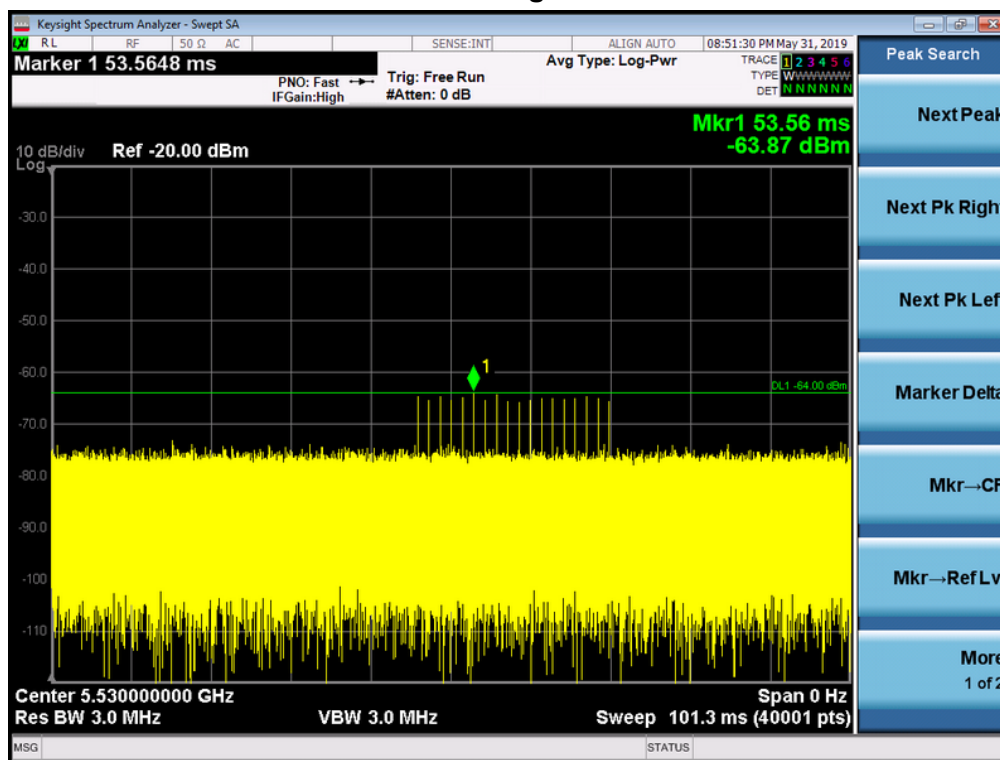 Keysight Spectrum Analyzer - Swept SA
LXI RL RF 50 Ω AC SENSE:INT ALIGN AUTO 08:51:30 PM May 31, 2019
Marker 1 53.5648 ms
PNO: Fast
IFGain:High
Trig: Free Run
#Atten: 0 dB
Avg Type: Log-Pwr
TRACE 1 2 3 4 5 6
TYPE WWWWWW
DET N N N N N N
Mkr1 53.56 ms
-63.87 dBm
10 dB/div Ref -20.00 dBm
Log
-30.0
-40.0
-50.0
-60.0
-70.0
-80.0
-90.0
-100
-110
1
DL1 -64.00 dBm
Center 5.530000000 GHz Span 0 Hz
Res BW 3.0 MHz VBW 3.0 MHz Sweep 101.3 ms (40001 pts)
MSG STATUS
Peak Search
Next Peak
Next Pk Right
Next Pk Left
Marker Delta
Mkr→CF
Mkr→Ref Lv
More
1 of 2